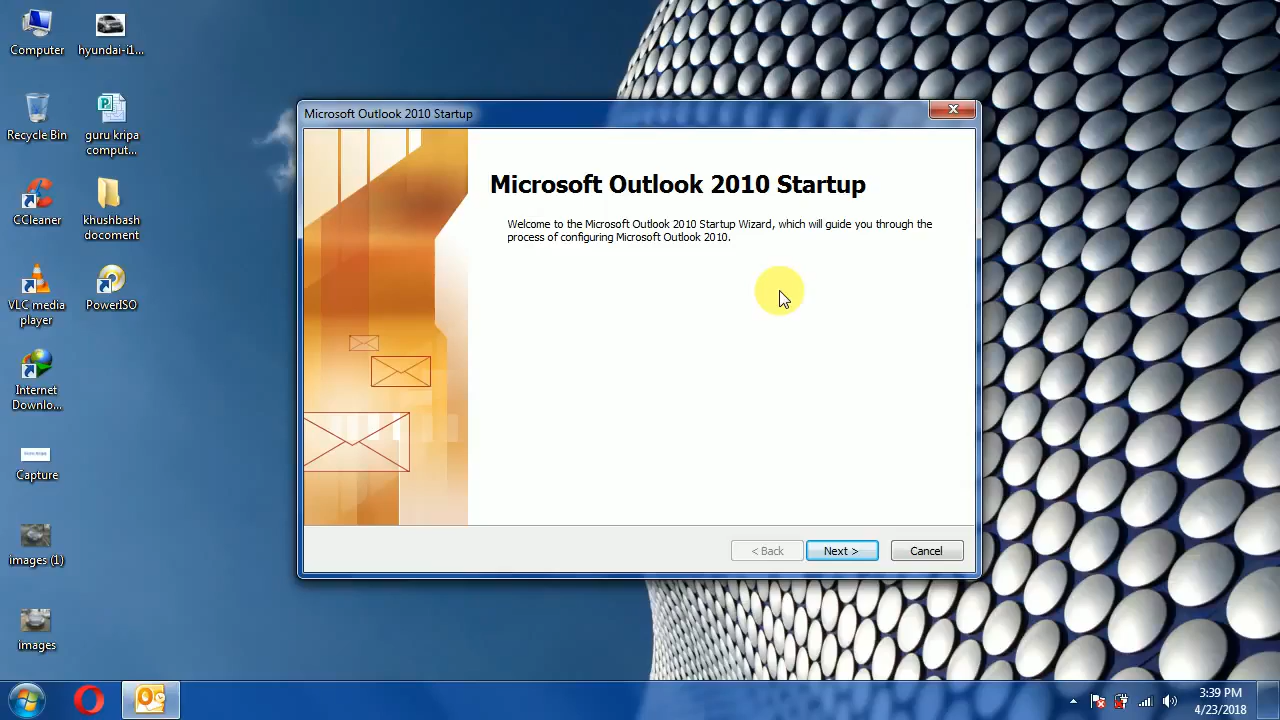 Computer
hyundai-i1...
Recycle Bin
guru kripa
comput...
CCleaner
khushbash
docoment
VLC media
player
PowerISO
Internet
Downlo...
Capture
images (1)
images
Microsoft Outlook 2010 Startup
Microsoft Outlook 2010 Startup
Welcome to the Microsoft Outlook 2010 Startup Wizard, which will guide you through the
process of configuring Microsoft Outlook 2010.
< Back
Next >
Cancel
3:39 PM
4/23/2018